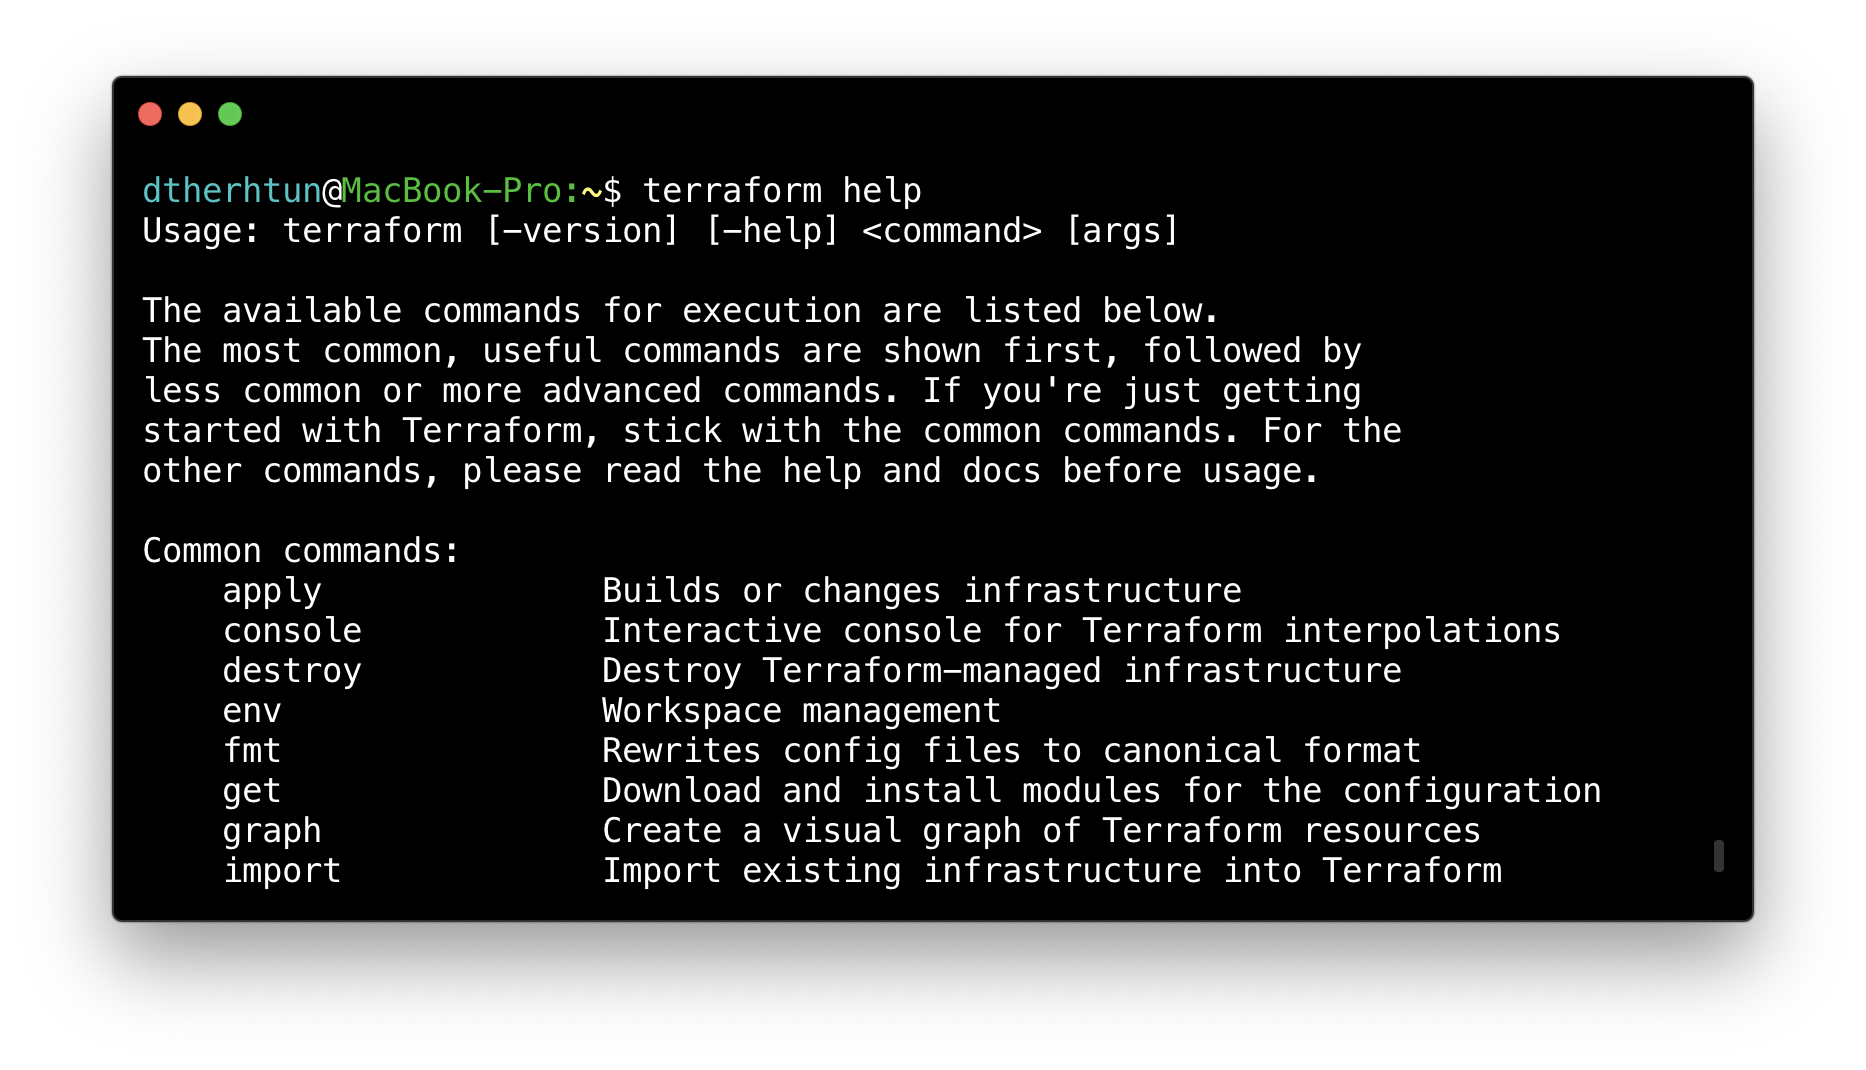 dtherhtun@MacBook-Pro:~$ terraform help
Usage: terraform [-version] [-help] <command> [args]

The available commands for execution are listed below.
The most common, useful commands are shown first, followed by
less common or more advanced commands. If you're just getting
started with Terraform, stick with the common commands. For the
other commands, please read the help and docs before usage.

Common commands:
    apply              Builds or changes infrastructure
    console            Interactive console for Terraform interpolations
    destroy            Destroy Terraform-managed infrastructure
    env                Workspace management
    fmt                Rewrites config files to canonical format
    get                Download and install modules for the configuration
    graph              Create a visual graph of Terraform resources
    import             Import existing infrastructure into Terraform